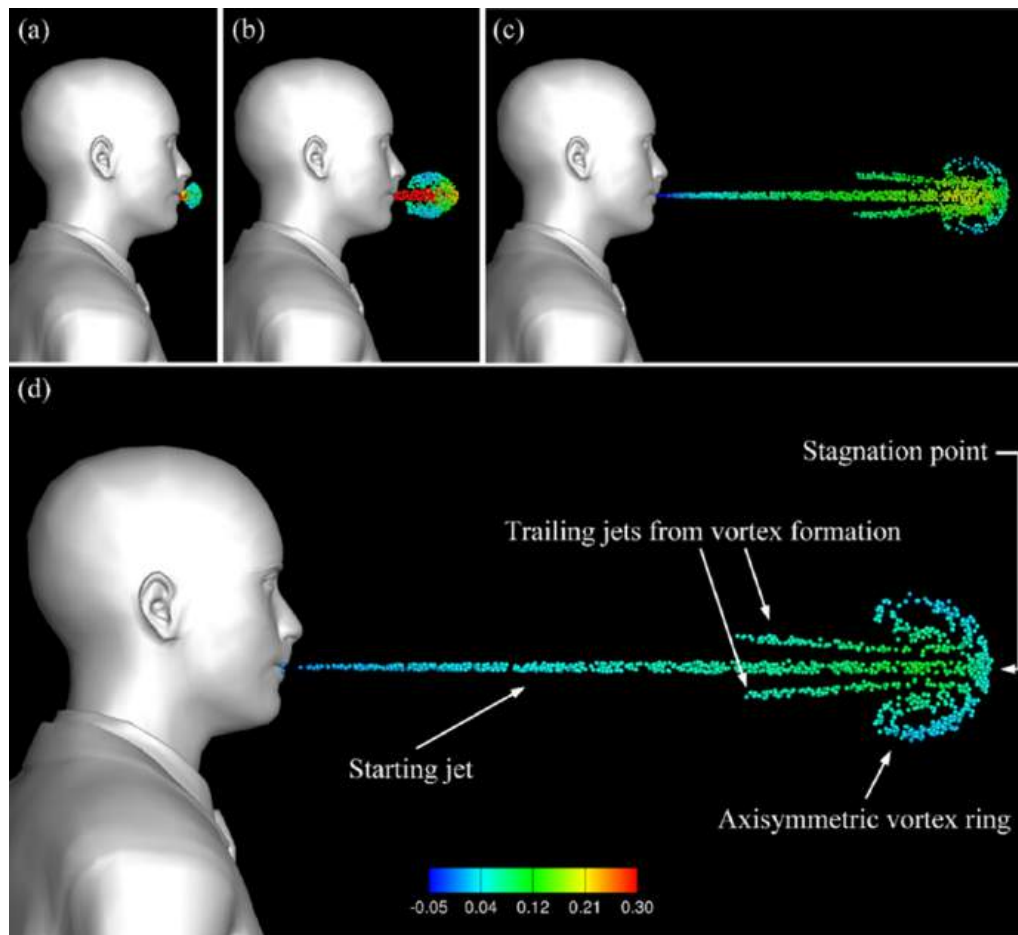 (a)
(b)
(c)
(d)
Stagnation point
Trailing jets from vortex formation
Starting jet
Axisymmetric vortex ring
-0.05 0.04 0.12 0.21 0.30